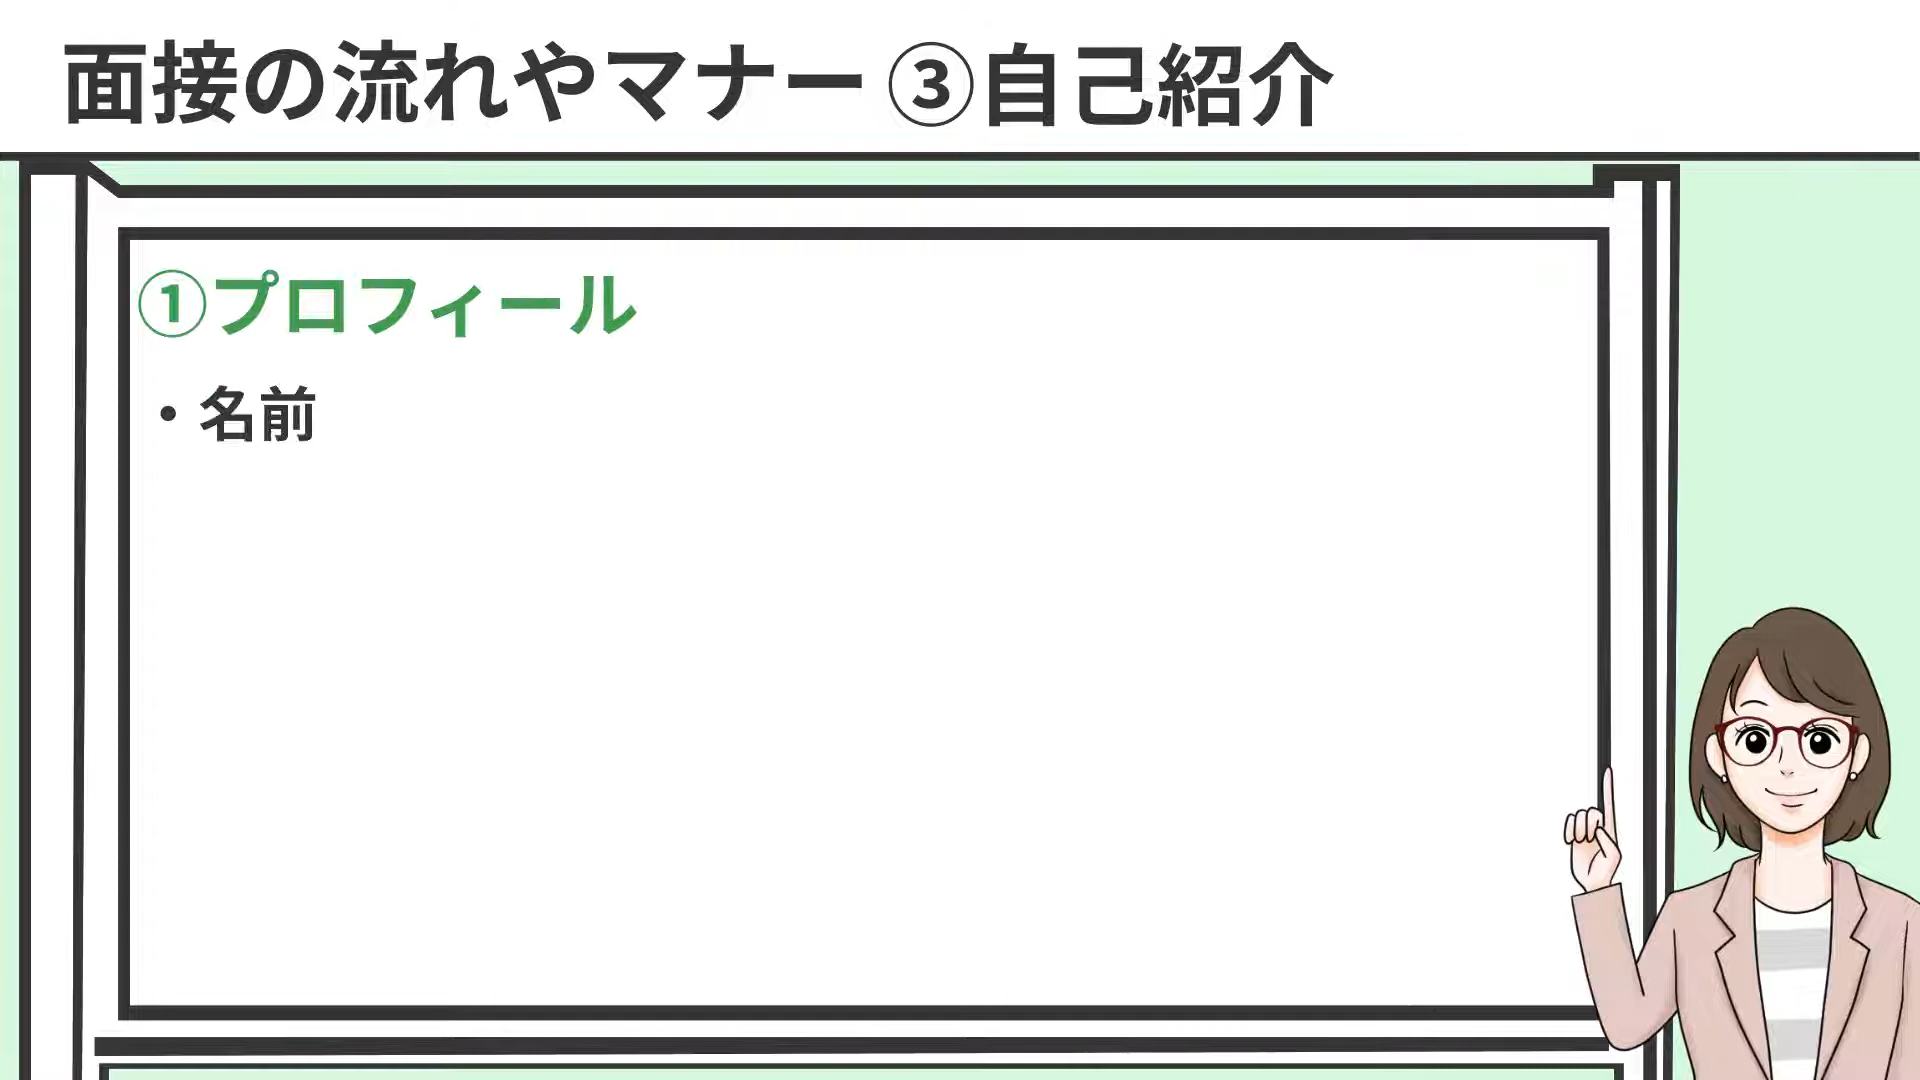 面接の流れやマナー ③自己紹介
①プロフィール
・名前